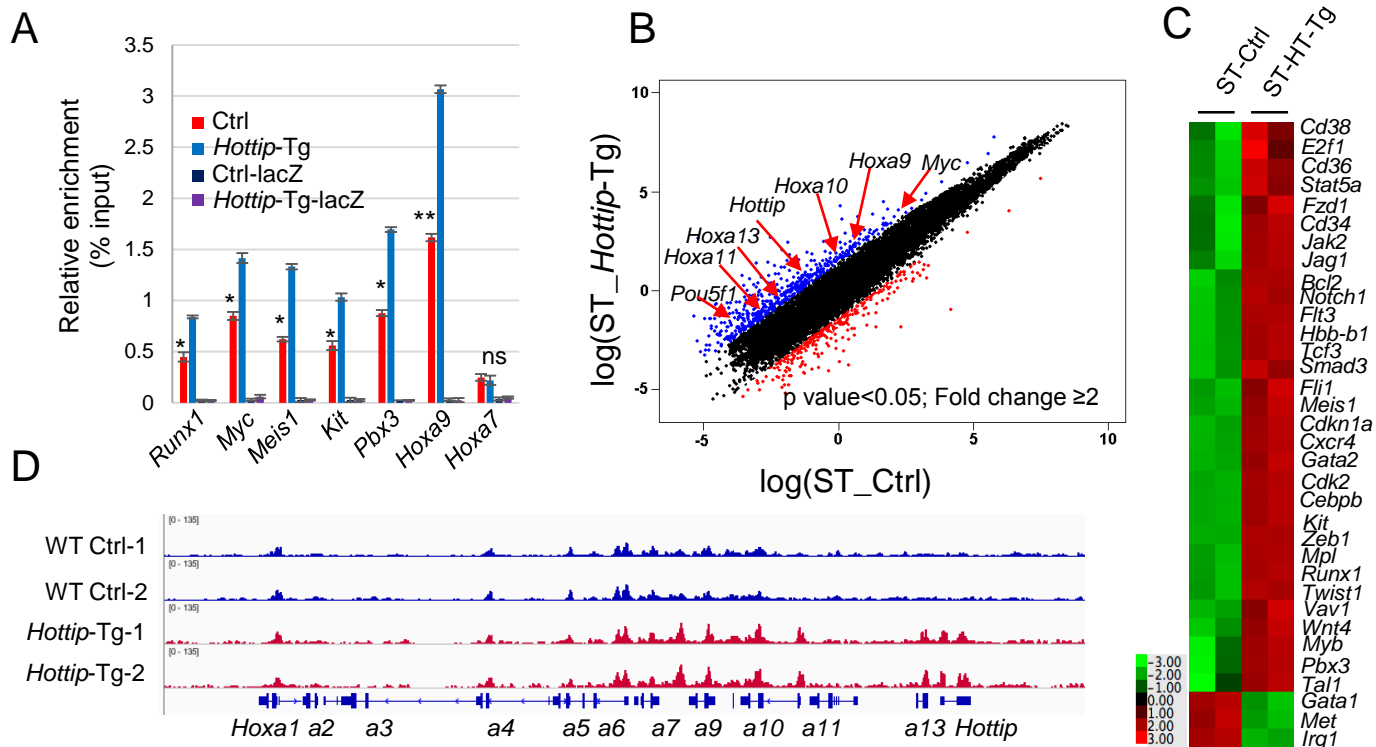 A
3.5
3
2.5
2
1.5
1
0.5
0
Relative enrichment
(% input)
Ctrl
Hottip-Tg
Ctrl-lacZ
Hottip-Tg-lacZ
*
*
*
*
*
**
ns
Runx1
Myc
Meis1
Kit
Pbx3
Hoxa9
Hoxa7
B
log(ST_Hottip-Tg)
10
5
0
-5
Hoxa9
Myc
Hoxa10
Hottip
Hoxa13
Hoxa11
Pou5f1
p value<0.05; Fold change ≥2
-5
0
5
10
log(ST_Ctrl)
C
ST-Ctrl
ST-HT-Tg
Cd38
E2f1
Cd36
Stat5a
Fzd1
Cd34
Jak2
Jag1
Bcl2
Notch1
Flt3
Hbb-b1
Tcf3
Smad3
Fli1
Meis1
Cdkn1a
Cxcr4
Gata2
Cdk2
Cebpb
Kit
Zeb1
Mpl
Runx1
Twist1
Vav1
Wnt4
Myb
Pbx3
Tal1
Gata1
Met
Irg1
-3.00
-2.00
-1.00
0.00
1.00
2.00
3.00
D
[0 - 135]
WT Ctrl-1
[0 - 135]
WT Ctrl-2
[0 - 135]
Hottip-Tg-1
[0 - 135]
Hottip-Tg-2
Hoxa1 a2 a3 a4 a5 a6 a7 a9 a10 a11 a13 Hottip